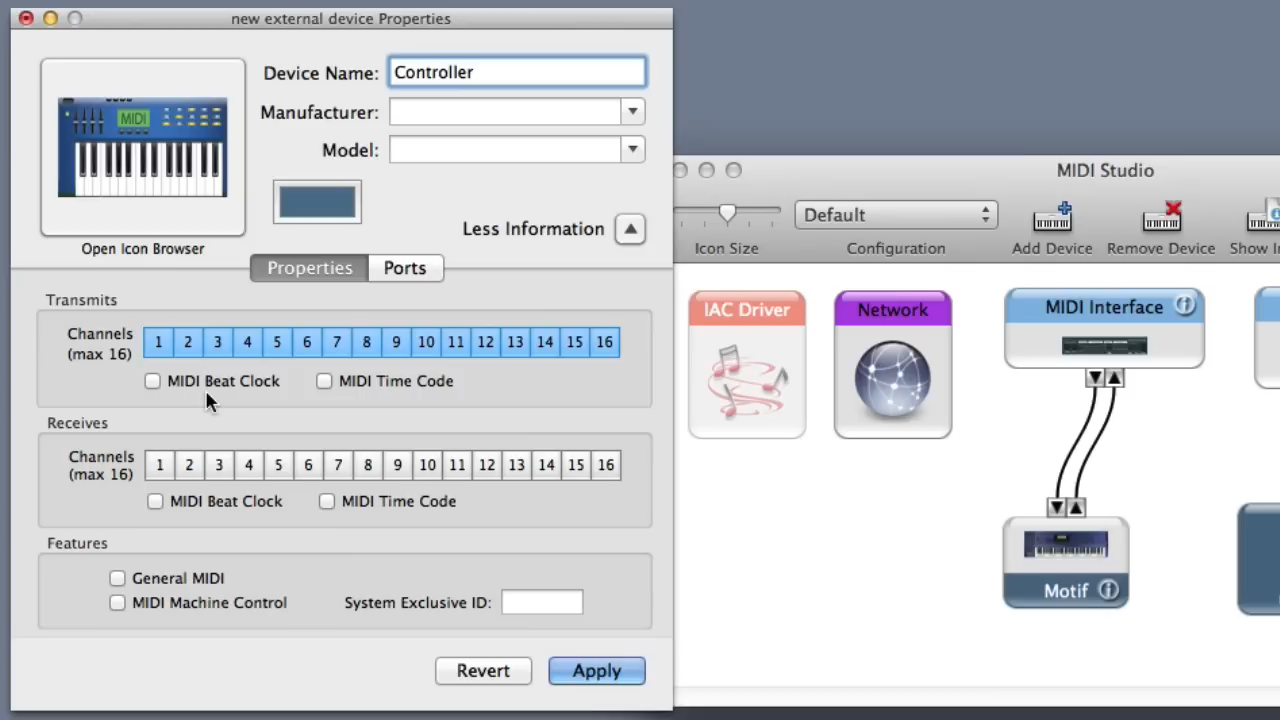 new external device Properties
MIDI
Open Icon Browser
Device Name: Controller
Manufacturer:
Model:
Less Information
Properties Ports
Transmits
Channels (max 16) 1 2 3 4 5 6 7 8 9 10 11 12 13 14 15 16
MIDI Beat Clock MIDI Time Code
Receives
Channels (max 16) 1 2 3 4 5 6 7 8 9 10 11 12 13 14 15 16
MIDI Beat Clock MIDI Time Code
Features
General MIDI
MIDI Machine Control System Exclusive ID:
Revert Apply
MIDI Studio
Default
Icon Size Configuration Add Device Remove Device Show
IAC Driver Network MIDI Interface
Motif